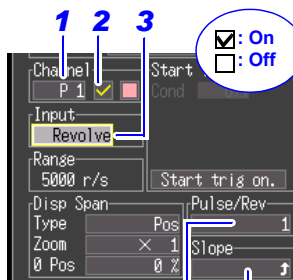 1 2 3
☑: On
☐: Off
Channel Start
P 1 Cond
Input
Revolve
Range
5000 r/s Start trig on.
Disp Span Pulse/Rev
Type Pos 1
Zoom × 1 Slope
0 Pos 0 % ↥